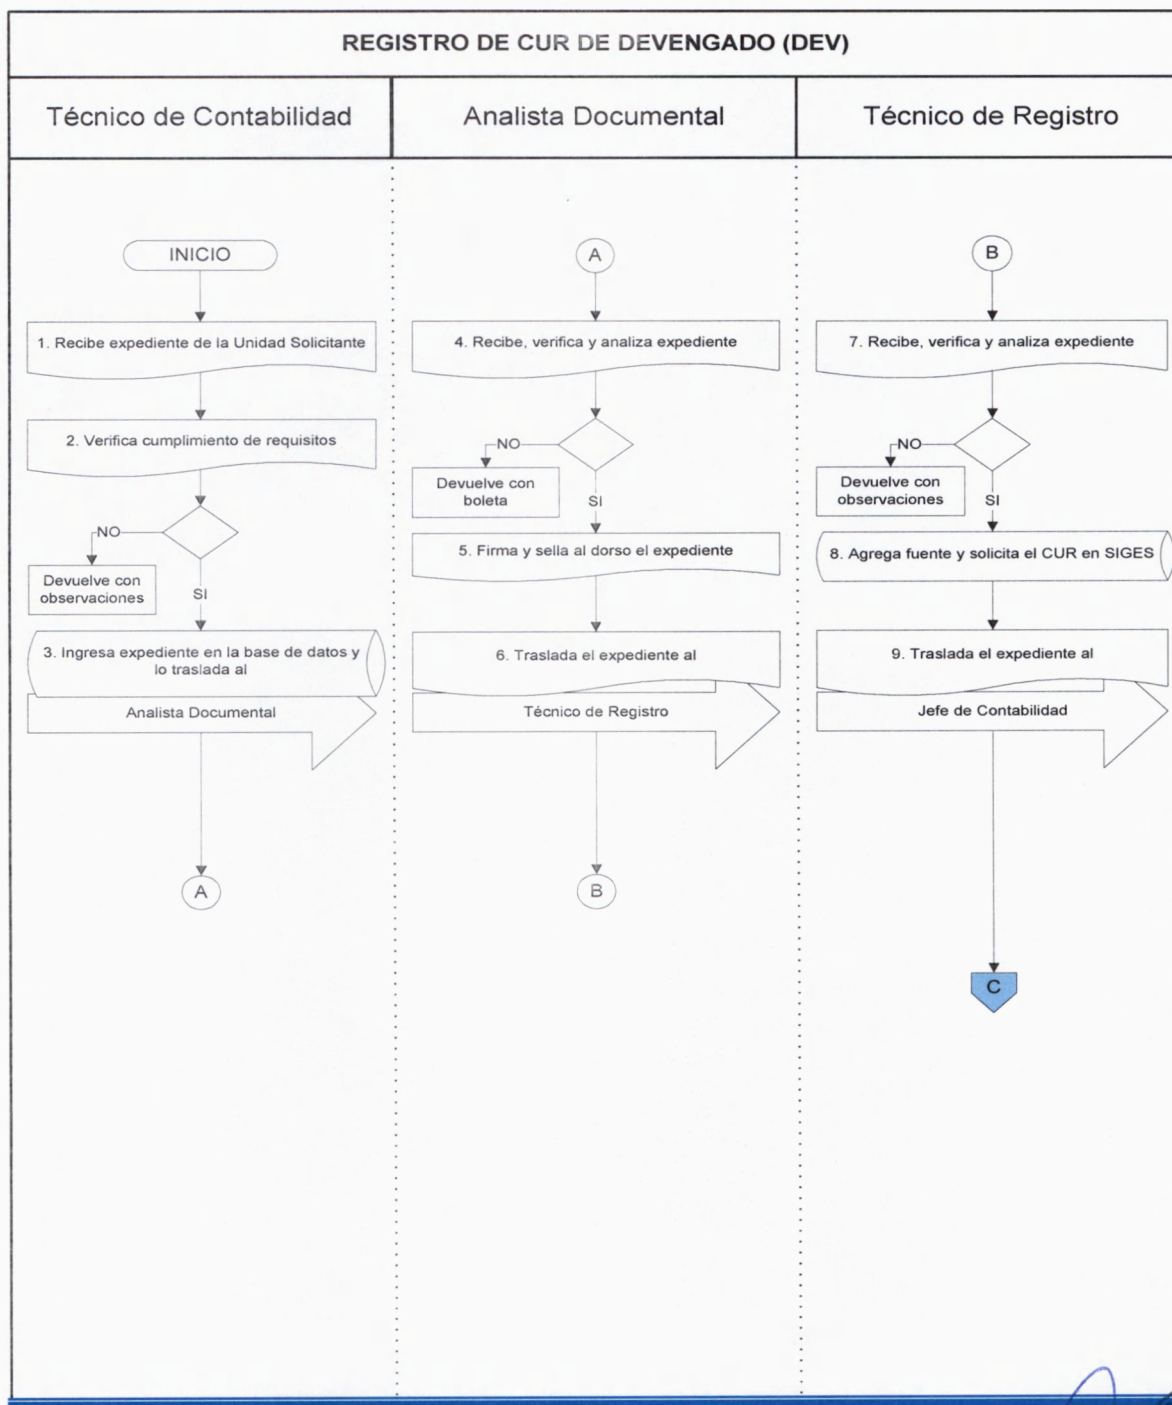 REGISTRO DE CUR DE DEVENGADO (DEV)
Técnico de Contabilidad
Analista Documental
Técnico de Registro
INICIO
1. Recibe expediente de la Unidad Solicitante
2. Verifica cumplimiento de requisitos
NO
Devuelve con
observaciones
SI
3. Ingresa expediente en la base de datos y
lo traslada al
Analista Documental
A
A
4. Recibe, verifica y analiza expediente
NO
Devuelve con
boleta
SI
5. Firma y sella al dorso el expediente
6. Traslada el expediente al
Técnico de Registro
B
B
7. Recibe, verifica y analiza expediente
NO
Devuelve con
observaciones
SI
8. Agrega fuente y solicita el CUR en SIGES
9. Traslada el expediente al
Jefe de Contabilidad
C